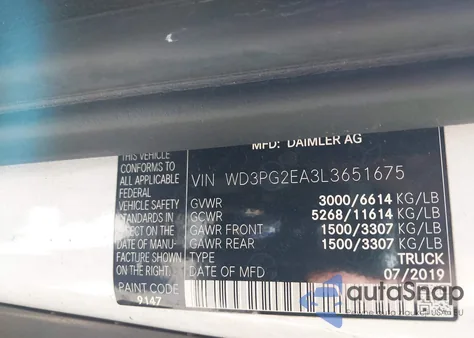 MFD: DAIMLER AG
THIS VEHICLE
CONFORMS TO
ALL APPLICABLE
FEDERAL
VEHICLE SAFETY
STANDARDS IN
EFFECT ON THE
DATE OF MANU-
FACTURE SHOWN
ON THE RIGHT.
PAINT CODE
9147
VIN WD3PG2EA3L3651675
GVWR 3000/6614 KG/LB
GCWR 5268/11614 KG/LB
GAWR FRONT 1500/3307 KG/LB
GAWR REAR 1500/3307 KG/LB
TYPE TRUCK
DATE OF MFD 07/2019
autoSnap